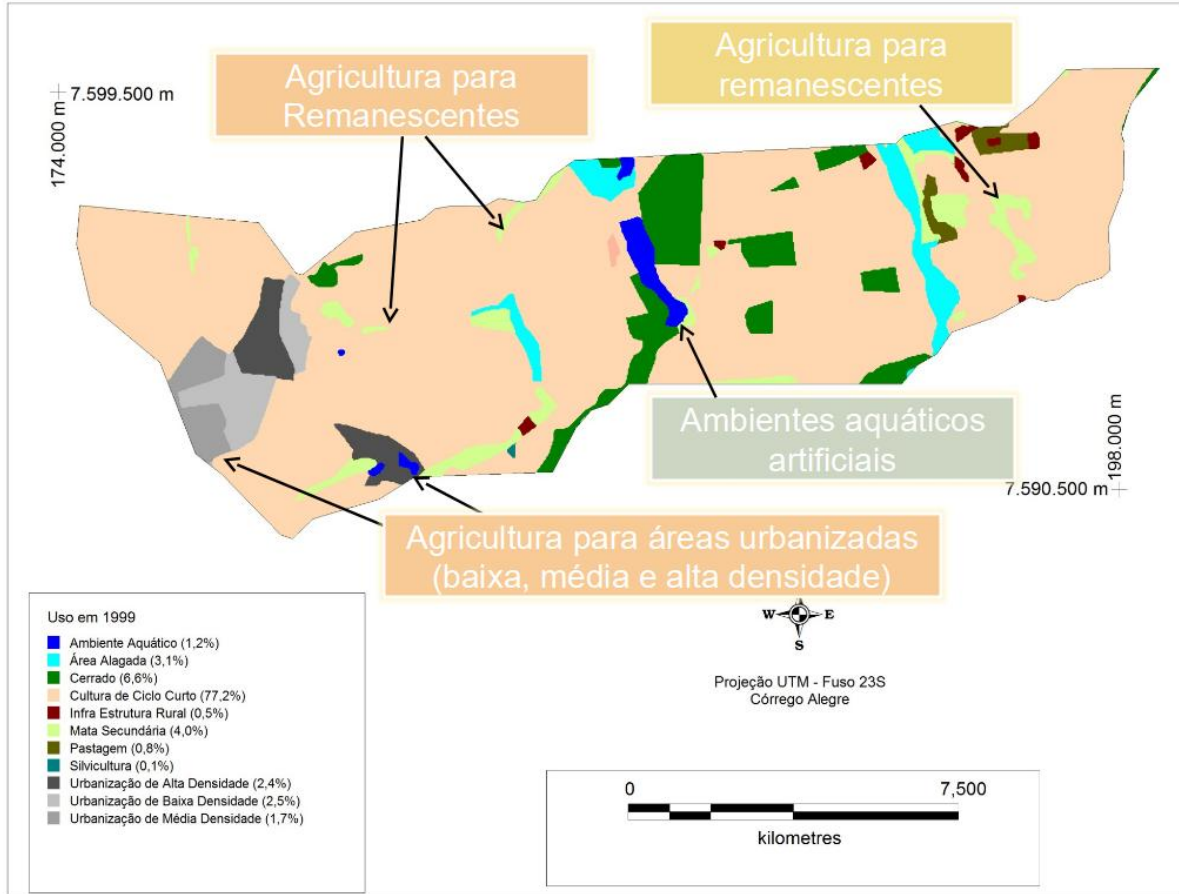 Agricultura para
Remanescentes
Agricultura para
remanescentes
7.599.500 m
174.000 m
Ambientes aquáticos
artificiais
198.000 m
7.590.500 m
Agricultura para áreas urbanizadas
(baixa, média e alta densidade)
W E
S
Projeção UTM - Fuso 23S
Córrego Alegre
Uso em 1999
Ambiente Aquático (1,2%)
Área Alagada (3,1%)
Cerrado (6,6%)
Cultura de Ciclo Curto (77,2%)
Infra Estrutura Rural (0,5%)
Mata Secundária (4,0%)
Pastagem (0,8%)
Silvicultura (0,1%)
Urbanização de Alta Densidade (2,4%)
Urbanização de Baixa Densidade (2,5%)
Urbanização de Média Densidade (1,7%)
0 7,500
kilometres